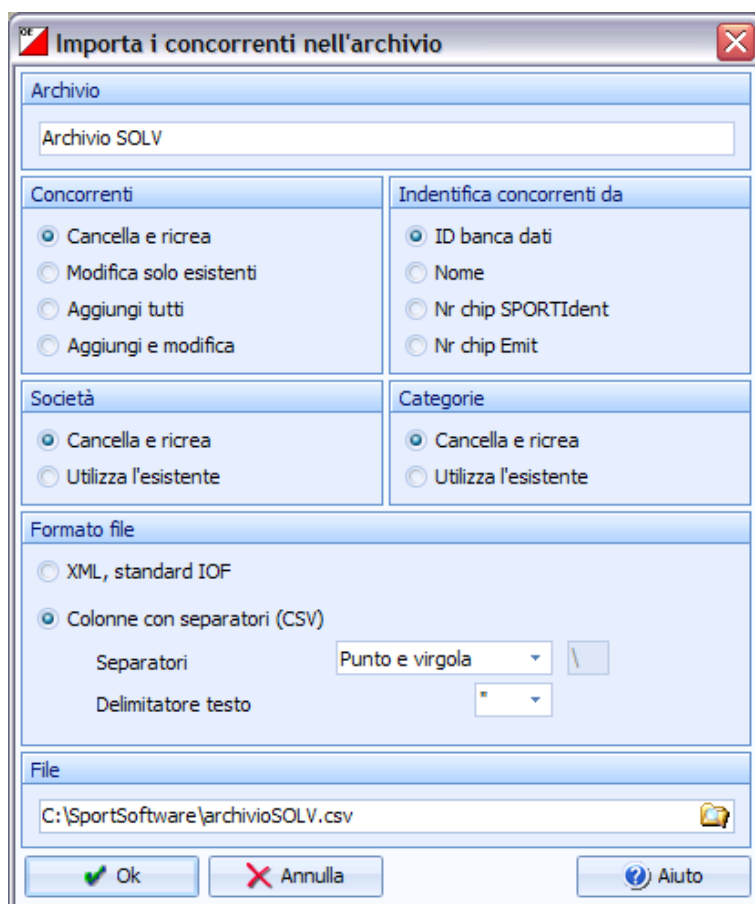 OE
Importa i concorrenti nell'archivio
Archivio
Archivio SOLV
Concorrenti
Cancella e ricrea
Modifica solo esistenti
Aggiungi tutti
Aggiungi e modifica
Indentifica concorrenti da
ID banca dati
Nome
Nr chip SPORTIdent
Nr chip Emit
Società
Cancella e ricrea
Utilizza l'esistente
Categorie
Cancella e ricrea
Utilizza l'esistente
Formato file
XML, standard IOF
Colonne con separatori (CSV)
Separatori Punto e virgola \
Delimitatore testo "
File
C:\SportSoftware\archivioSOLV.csv
Ok Annulla Aiuto